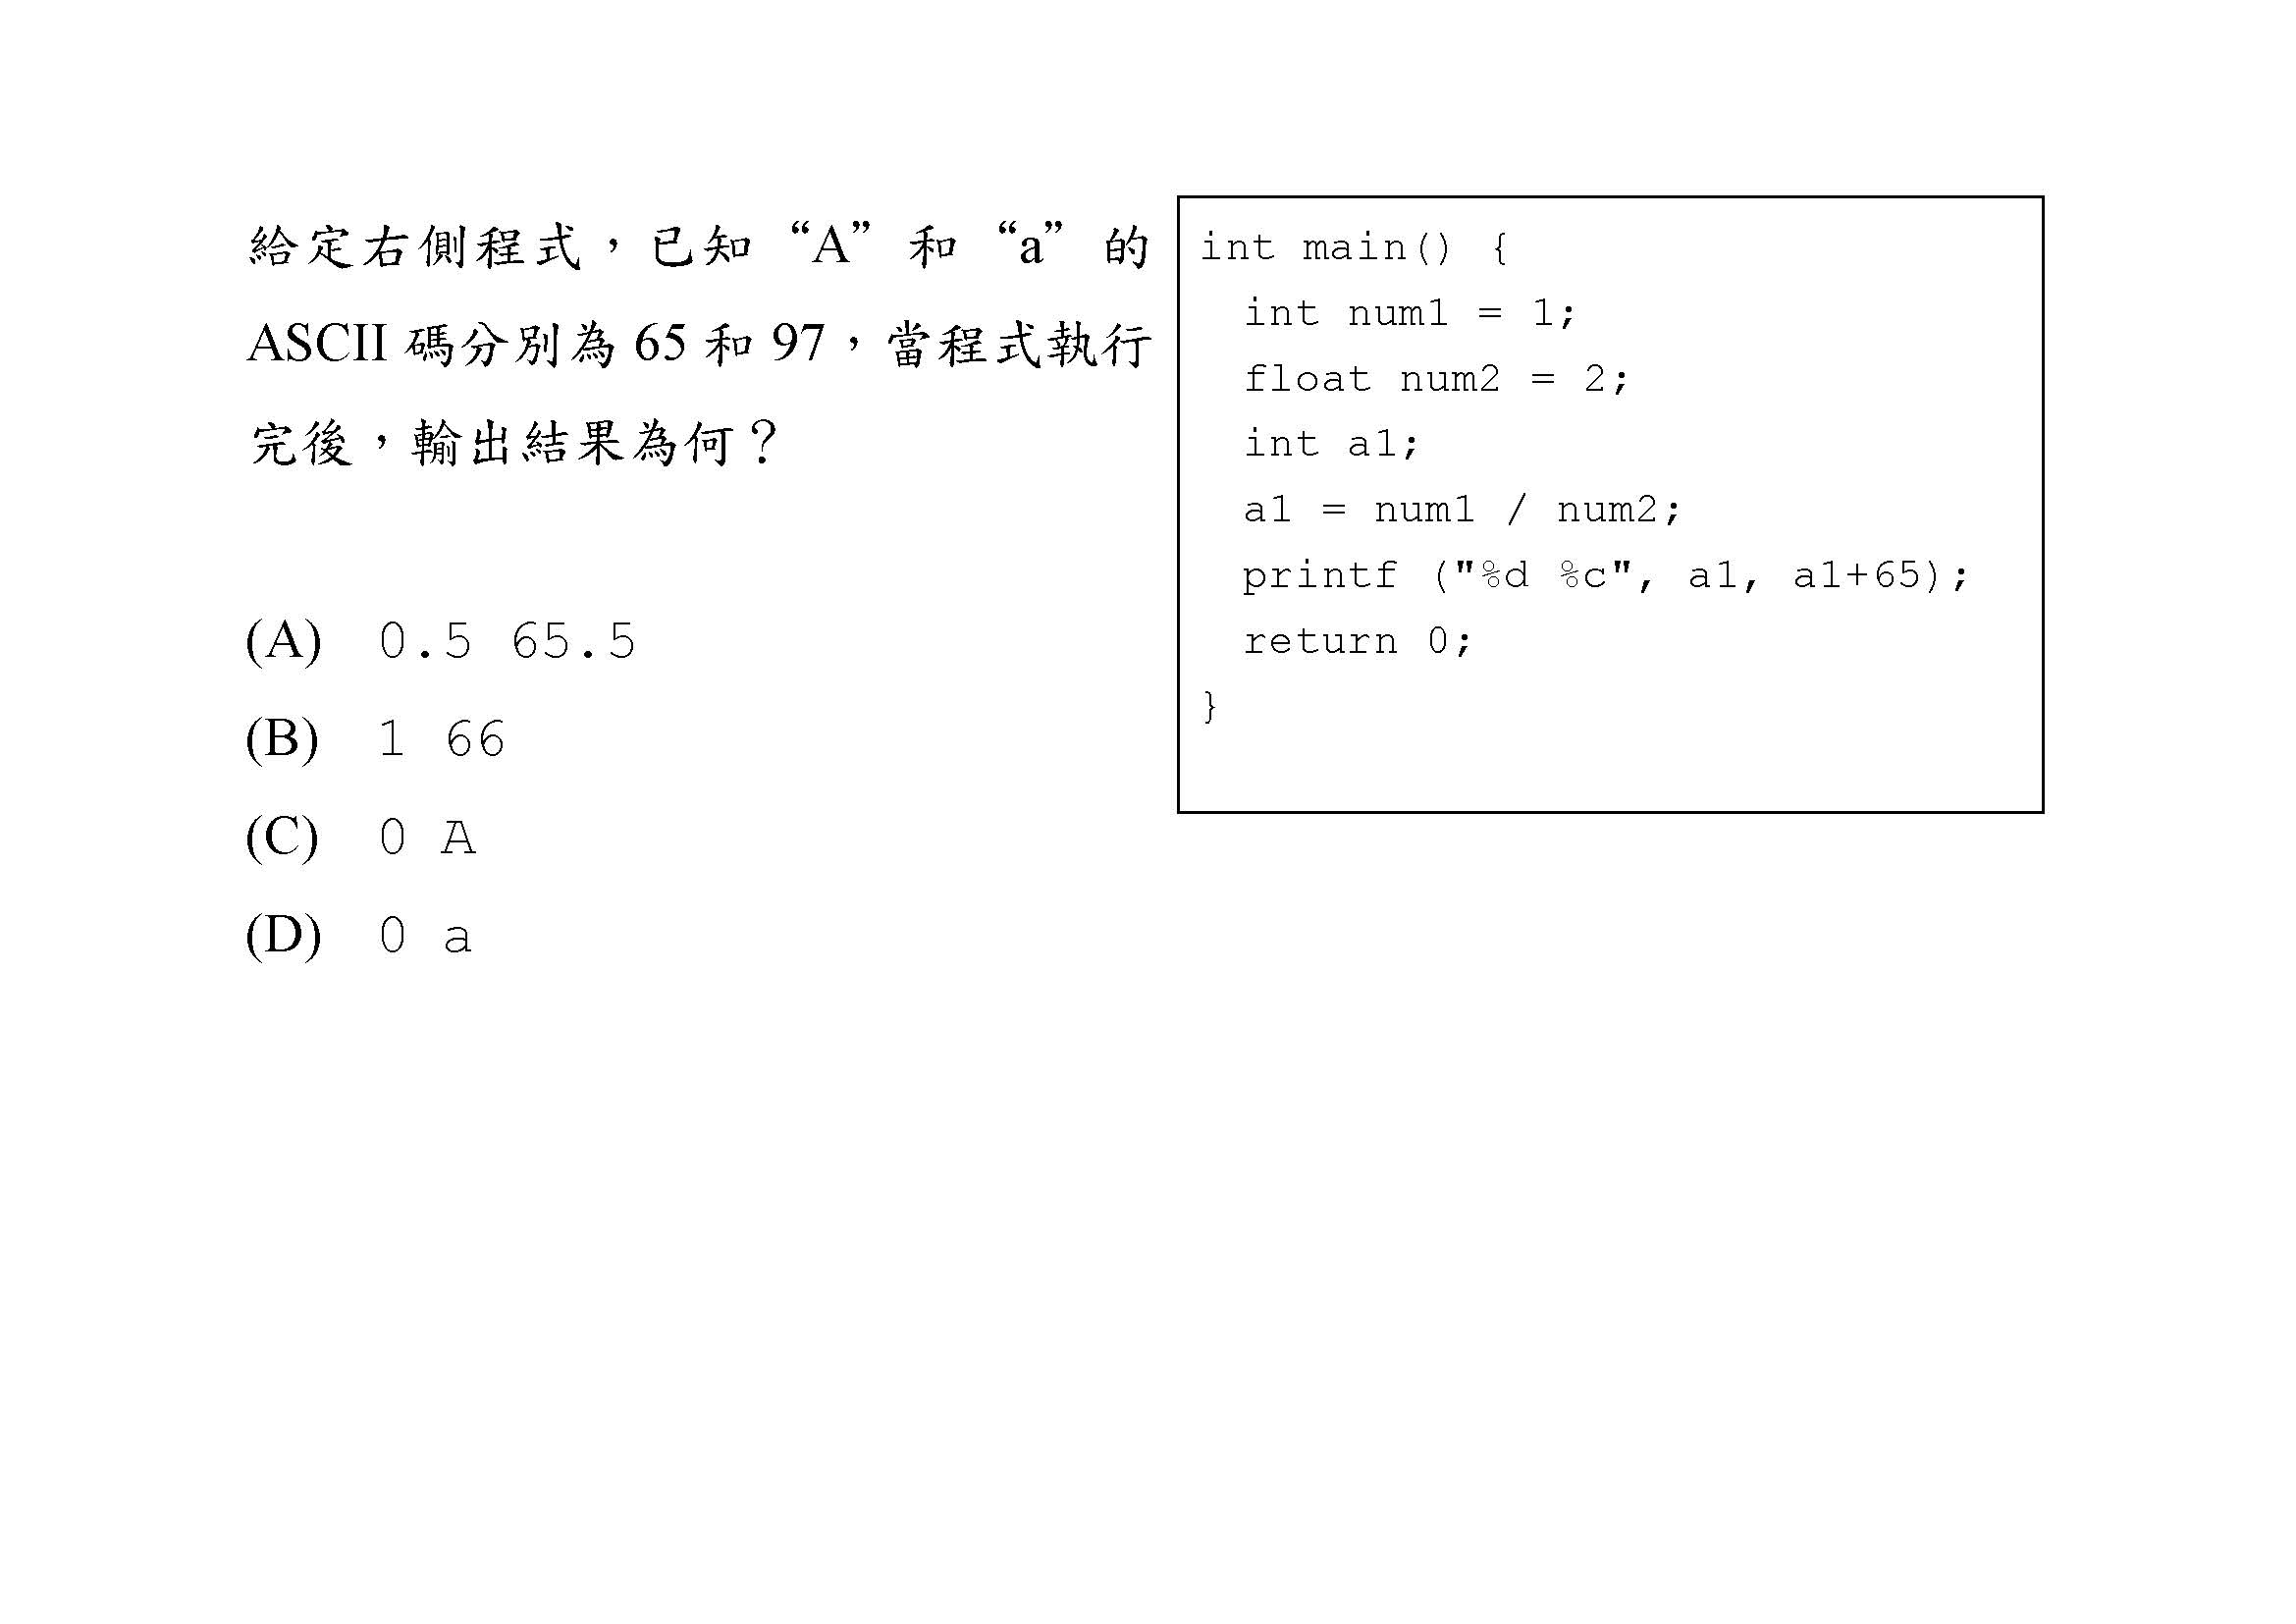 給定右側程式，已知“A”和“a”的
ASCII 碼分別為 65 和 97，當程式執行
完後，輸出結果為何？
(A) 0.5 65.5
(B) 1 66
(C) 0 A
(D) 0 a
int main() {
int num1 = 1;
float num2 = 2;
int a1;
a1 = num1 / num2;
printf ("%d %c", a1, a1+65);
return 0;
}